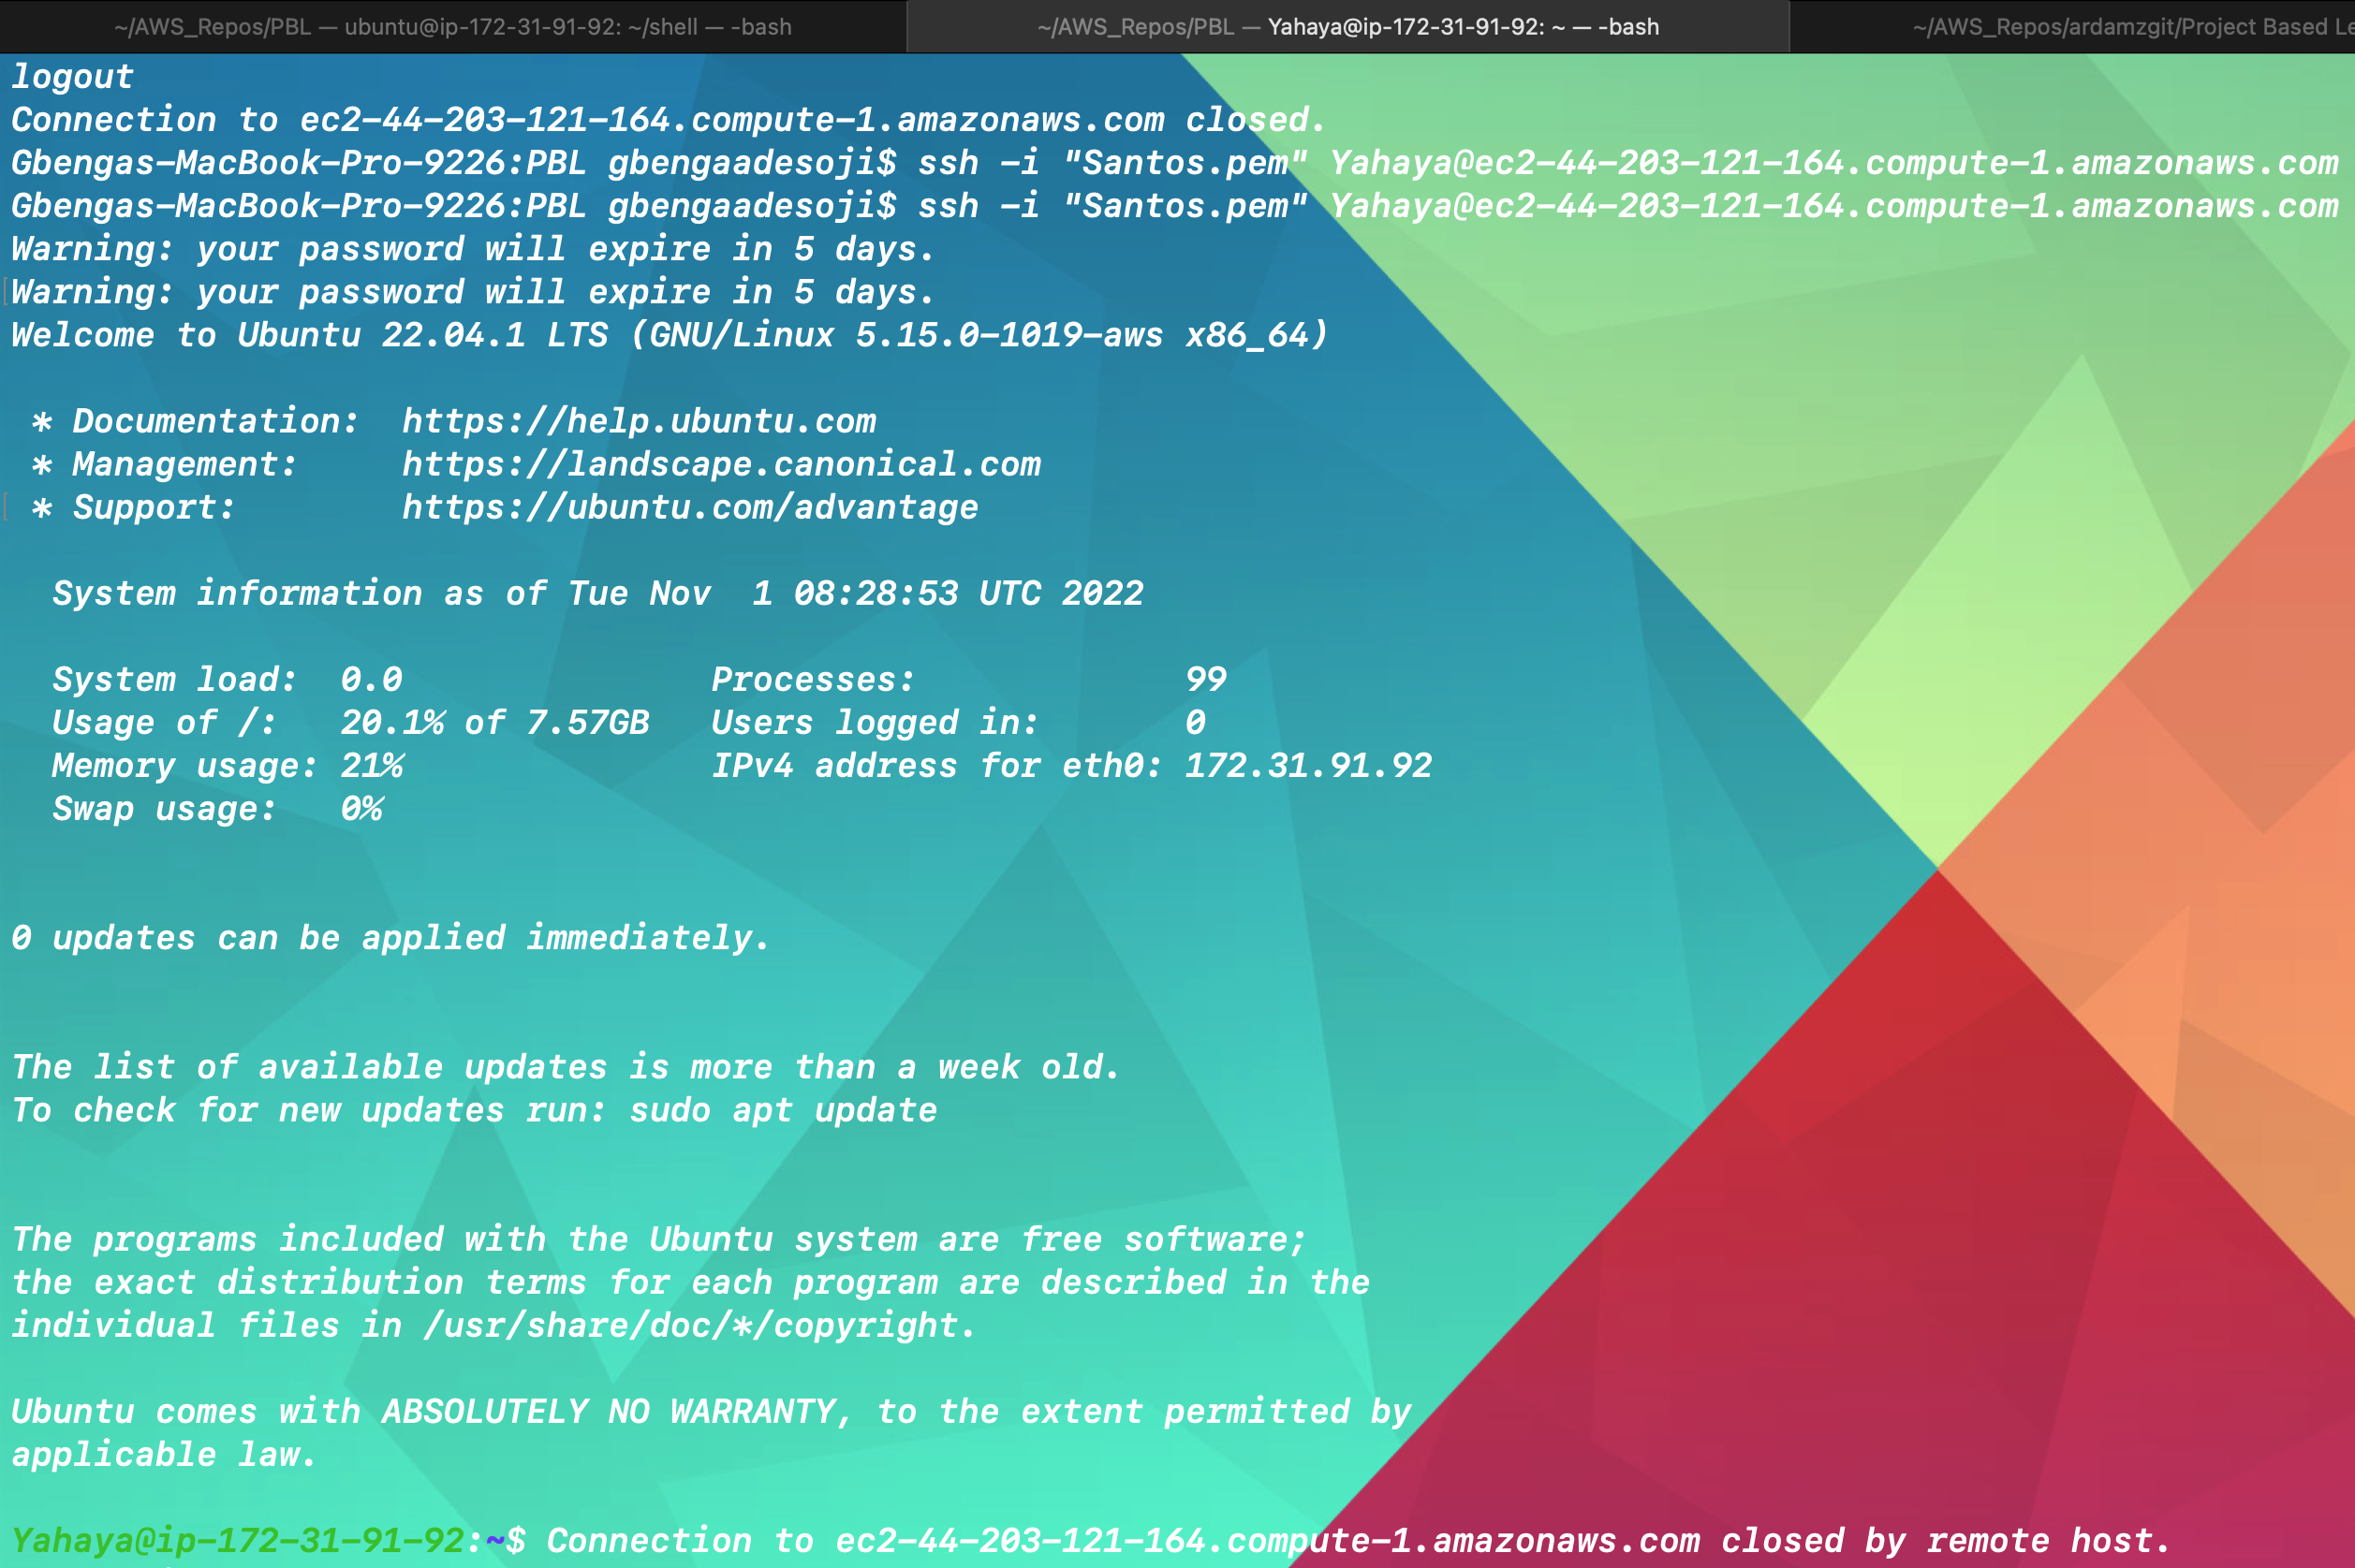 ~/AWS_Repos/PBL — ubuntu@ip-172-31-91-92: ~/shell — -bash
~/AWS_Repos/PBL — Yahaya@ip-172-31-91-92: ~ — -bash
~/AWS_Repos/ardamzgit/Project Based Le
logout
Connection to ec2-44-203-121-164.compute-1.amazonaws.com closed.
Gbengas-MacBook-Pro-9226:PBL gbengaadesoji$ ssh -i "Santos.pem" Yahaya@ec2-44-203-121-164.compute-1.amazonaws.com
Gbengas-MacBook-Pro-9226:PBL gbengaadesoji$ ssh -i "Santos.pem" Yahaya@ec2-44-203-121-164.compute-1.amazonaws.com
Warning: your password will expire in 5 days.
Warning: your password will expire in 5 days.
Welcome to Ubuntu 22.04.1 LTS (GNU/Linux 5.15.0-1019-aws x86_64)
 * Documentation:  https://help.ubuntu.com
 * Management:     https://landscape.canonical.com
 * Support:        https://ubuntu.com/advantage
  System information as of Tue Nov  1 08:28:53 UTC 2022
  System load:  0.0               Processes:             99
  Usage of /:   20.1% of 7.57GB   Users logged in:       0
  Memory usage: 21%               IPv4 address for eth0: 172.31.91.92
  Swap usage:   0%
0 updates can be applied immediately.
The list of available updates is more than a week old.
To check for new updates run: sudo apt update
The programs included with the Ubuntu system are free software;
the exact distribution terms for each program are described in the
individual files in /usr/share/doc/*/copyright.
Ubuntu comes with ABSOLUTELY NO WARRANTY, to the extent permitted by
applicable law.
Yahaya@ip-172-31-91-92:~$ Connection to ec2-44-203-121-164.compute-1.amazonaws.com closed by remote host.